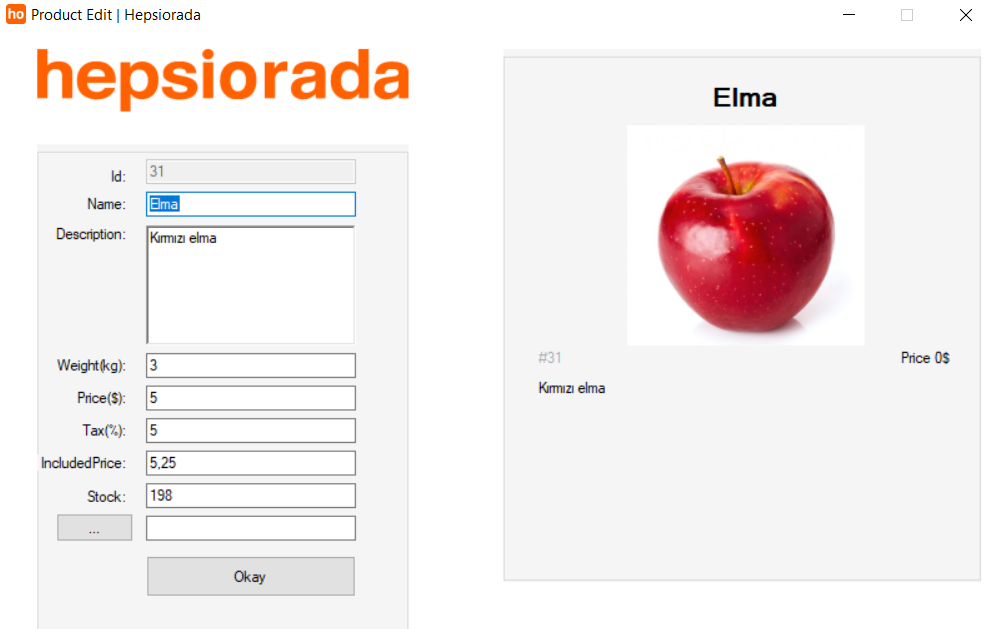 ho Product Edit | Hepsiorada
hepsiorada
Id: 31
Name: Elma
Description: Kırmızı elma
Weight(kg): 3
Price($): 5
Tax(%): 5
IncludedPrice: 5,25
Stock: 198
...
Okay
Elma
#31 Price 0$
Kırmızı elma